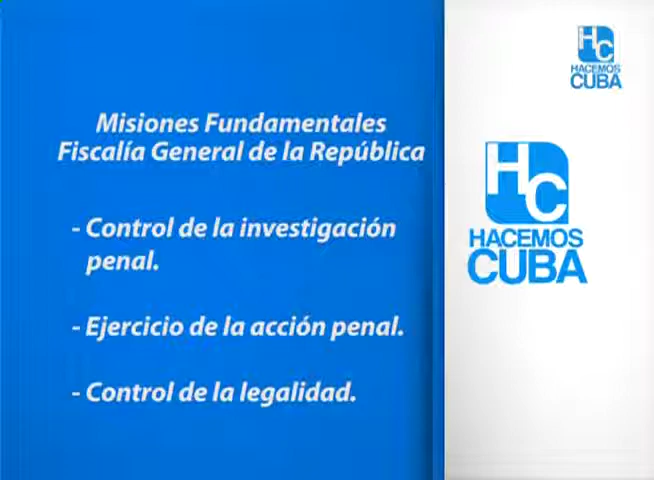 Misiones Fundamentales
Fiscalía General de la República
- Control de la investigación
penal.
- Ejercicio de la acción penal.
- Control de la legalidad.
HC
HACEMOS
CUBA
HC
HACEMOS
CUBA